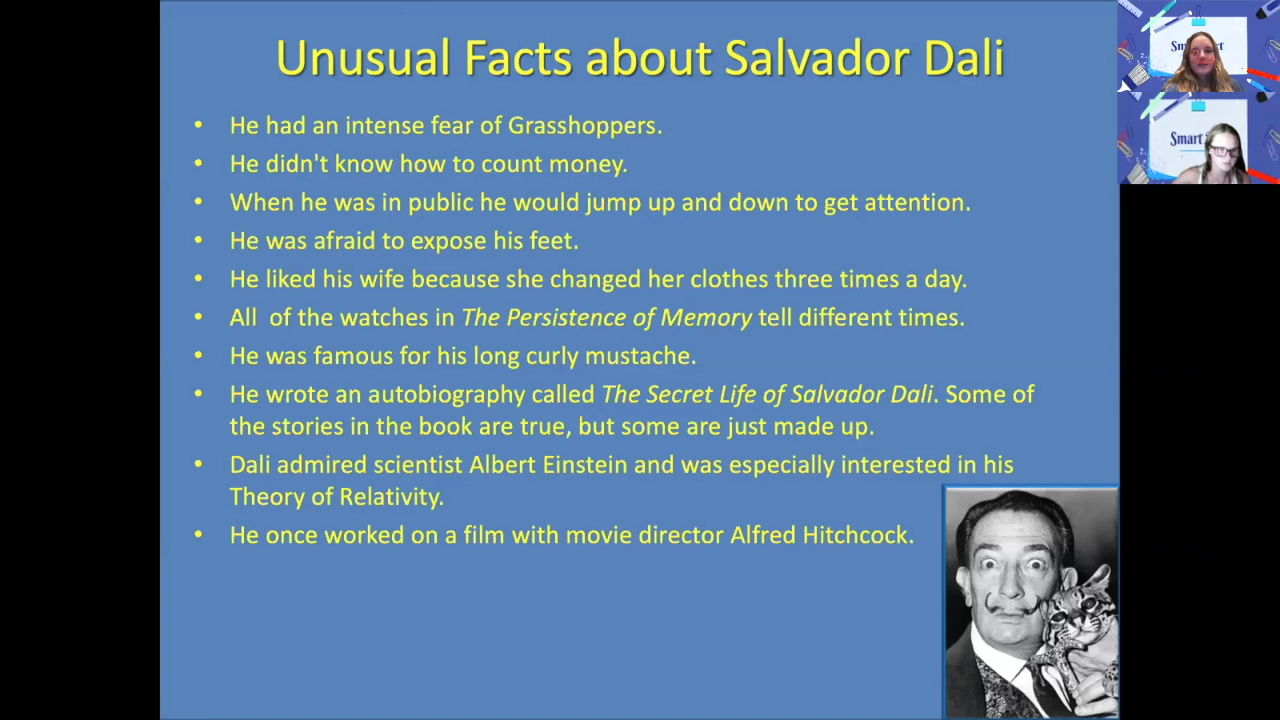 Unusual Facts about Salvador Dali
• He had an intense fear of Grasshoppers.
• He didn't know how to count money.
• When he was in public he would jump up and down to get attention.
• He was afraid to expose his feet.
• He liked his wife because she changed her clothes three times a day.
• All  of the watches in The Persistence of Memory tell different times.
• He was famous for his long curly mustache.
• He wrote an autobiography called The Secret Life of Salvador Dali. Some of
the stories in the book are true, but some are just made up.
• Dali admired scientist Albert Einstein and was especially interested in his
Theory of Relativity.
• He once worked on a film with movie director Alfred Hitchcock.
Smart